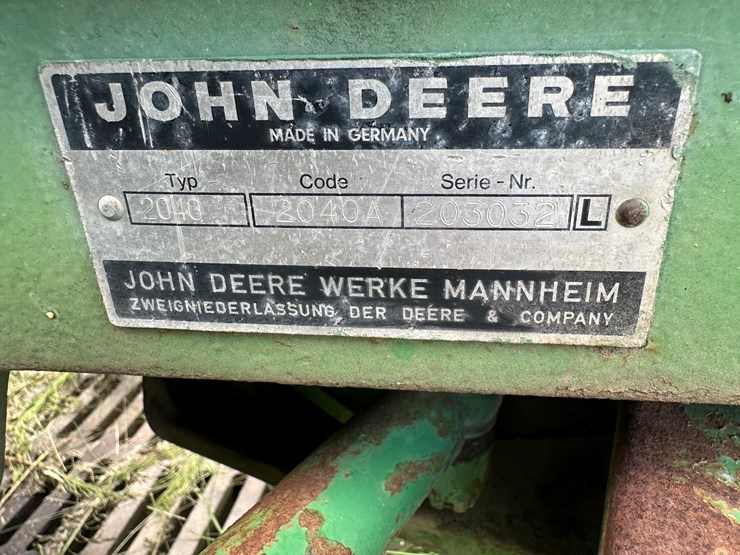 JOHN DEERE
MADE IN GERMANY
Typ Code Serie-Nr.
2040 2040A 203032 L
JOHN DEERE WERKE MANNHEIM
ZWEIGNIEDERLASSUNG DER DEERE & COMPANY